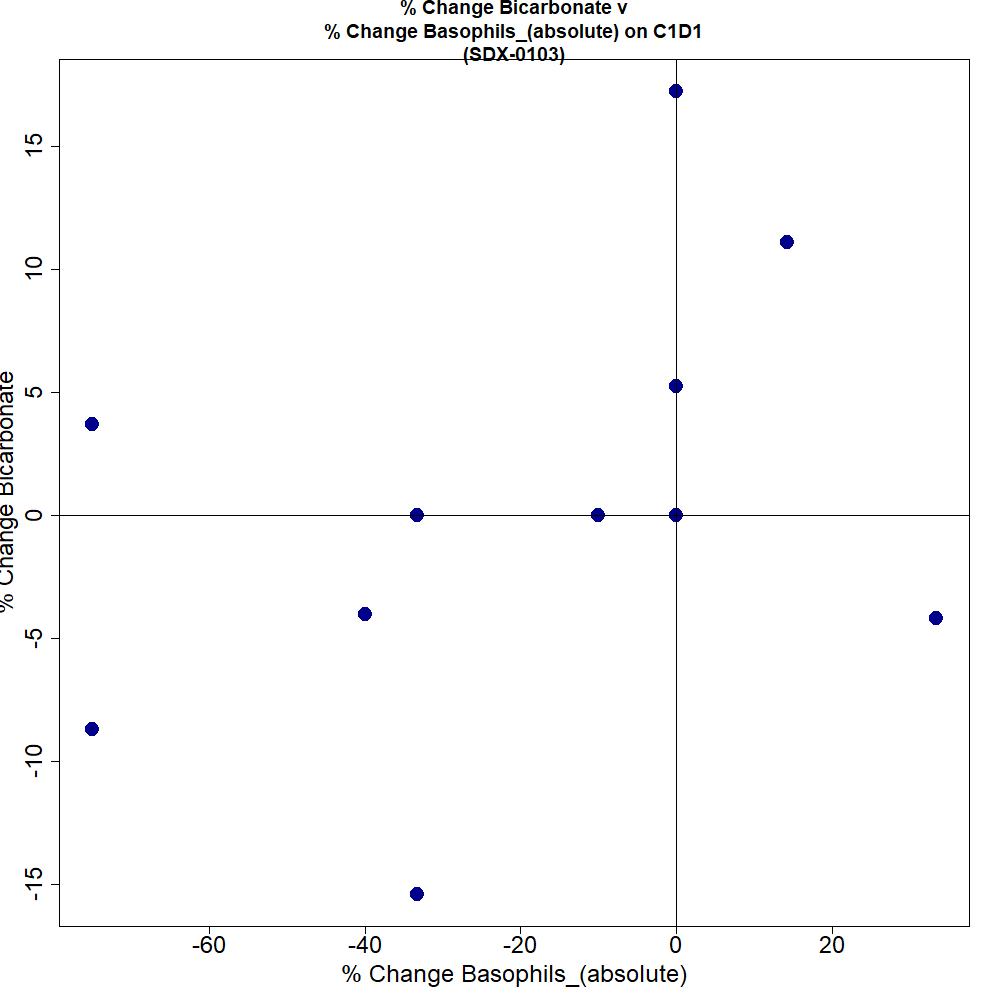 % Change Bicarbonate v
% Change Basophils_(absolute) on C1D1
(SDX-0103)
% Change Bicarbonate
15
10
5
0
-5
-10
-15
-60
-40
-20
0
20
% Change Basophils_(absolute)